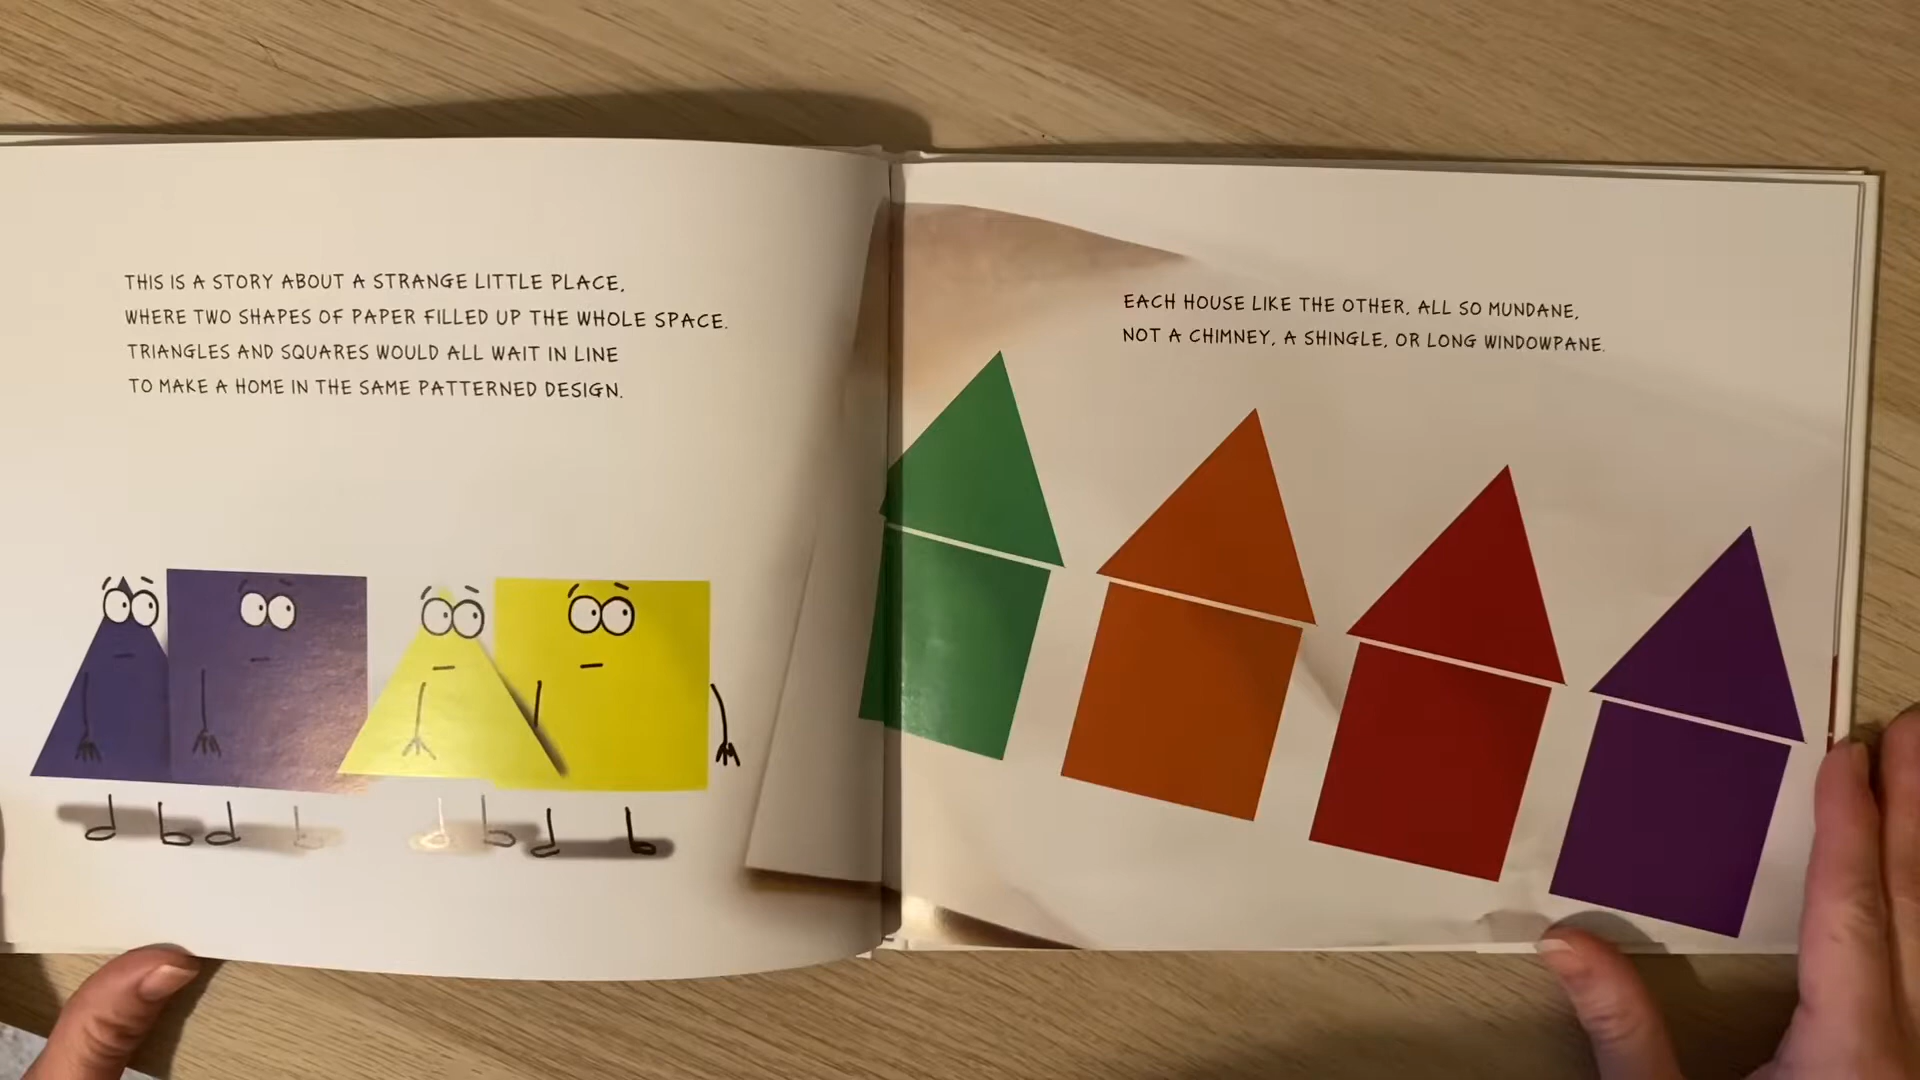 THIS IS A STORY ABOUT A STRANGE LITTLE PLACE,
WHERE TWO SHAPES OF PAPER FILLED UP THE WHOLE SPACE.
TRIANGLES AND SQUARES WOULD ALL WAIT IN LINE
TO MAKE A HOME IN THE SAME PATTERNED DESIGN.
EACH HOUSE LIKE THE OTHER, ALL SO MUNDANE,
NOT A CHIMNEY, A SHINGLE, OR LONG WINDOWPANE.